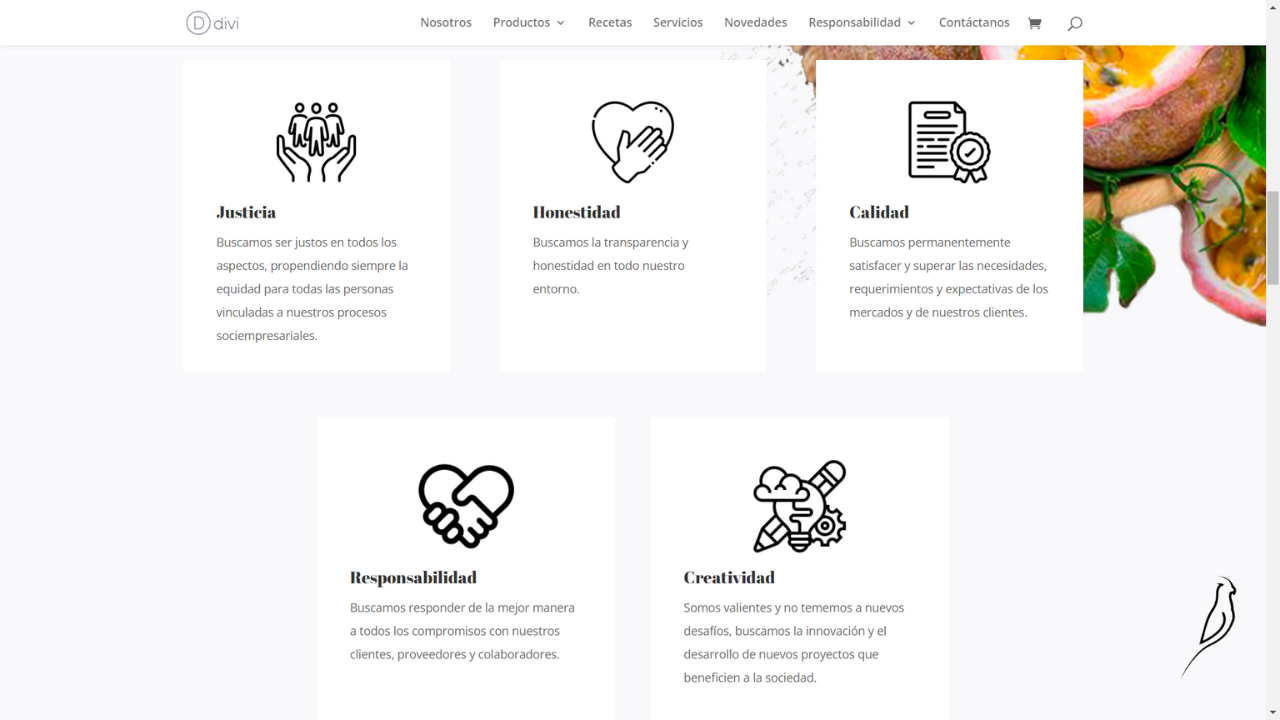 divi
Nosotros Productos Recetas Servicios Novedades Responsabilidad Contáctanos
Justicia
Buscamos ser justos en todos los
aspectos, propendiendo siempre la
equidad para todas las personas
vinculadas a nuestros procesos
sociempresariales.
Honestidad
Buscamos la transparencia y
honestidad en todo nuestro
entorno.
Calidad
Buscamos permanentemente
satisfacer y superar las necesidades,
requerimientos y expectativas de los
mercados y de nuestros clientes.
Responsabilidad
Buscamos responder de la mejor manera
a todos los compromisos con nuestros
clientes, proveedores y colaboradores.
Creatividad
Somos valientes y no tememos a nuevos
desafíos, buscamos la innovación y el
desarrollo de nuevos proyectos que
beneficien a la sociedad.